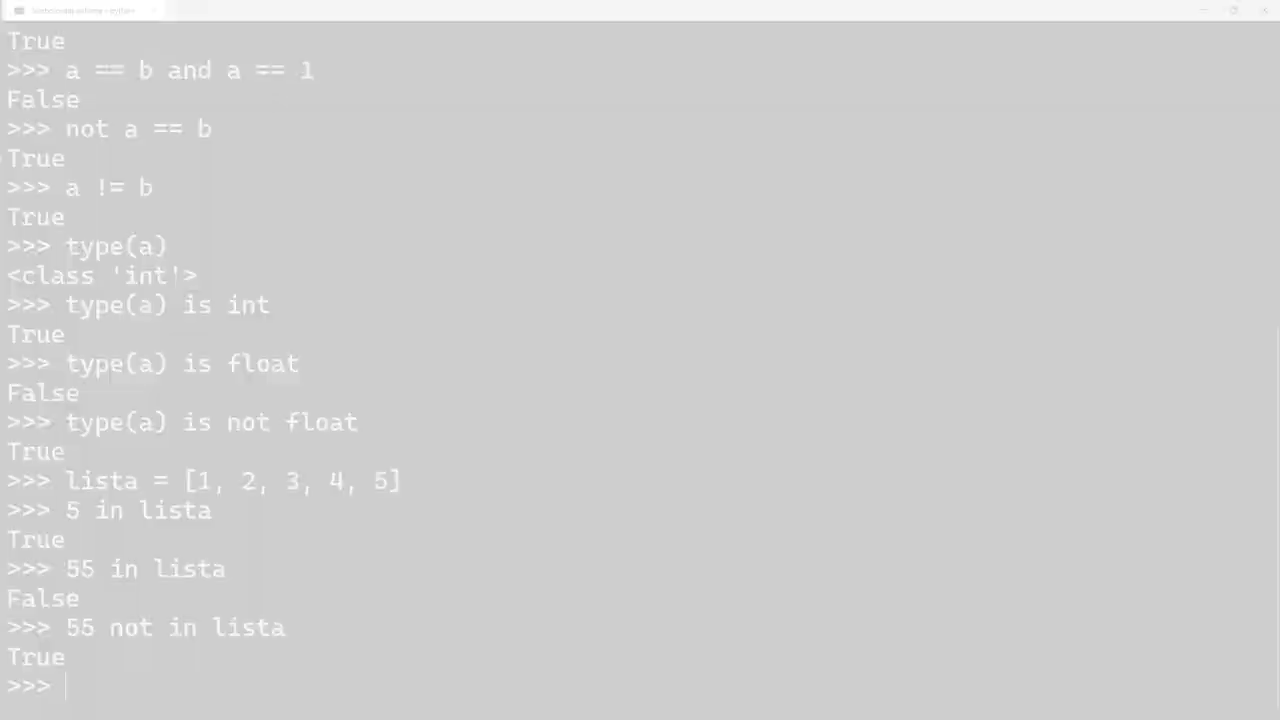 True
>>> a == b and a == 1
False
>>> not a == b
True
>>> a != b
True
>>> type(a)
<class 'int'>
>>> type(a) is int
True
>>> type(a) is float
False
>>> type(a) is not float
True
>>> lista = [1, 2, 3, 4, 5]
>>> 5 in lista
True
>>> 55 in lista
False
>>> 55 not in lista
True
>>>